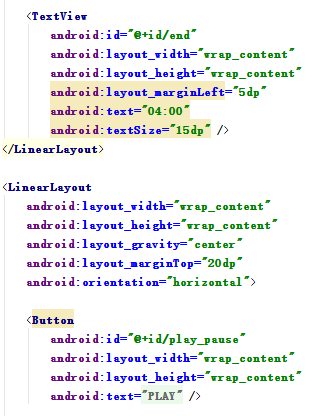 <TextView
android:id="@+id/end"
android:layout_width="wrap_content"
android:layout_height="wrap_content"
android:layout_marginLeft="5dp"
android:text="04:00"
android:textSize="15dp" />
</LinearLayout>
<LinearLayout
android:layout_width="wrap_content"
android:layout_height="wrap_content"
android:layout_gravity="center"
android:layout_marginTop="20dp"
android:orientation="horizontal">
<Button
android:id="@+id/play_pause"
android:layout_width="wrap_content"
android:layout_height="wrap_content"
android:text="PLAY" />